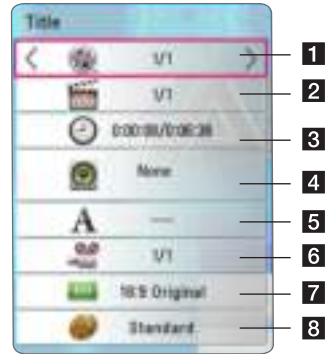 Title
1/1 1
1/1 2
0:00:08/0:06:38 3
None 4
A ---- 5
1/1 6
16:9 Original 7
Standard 8